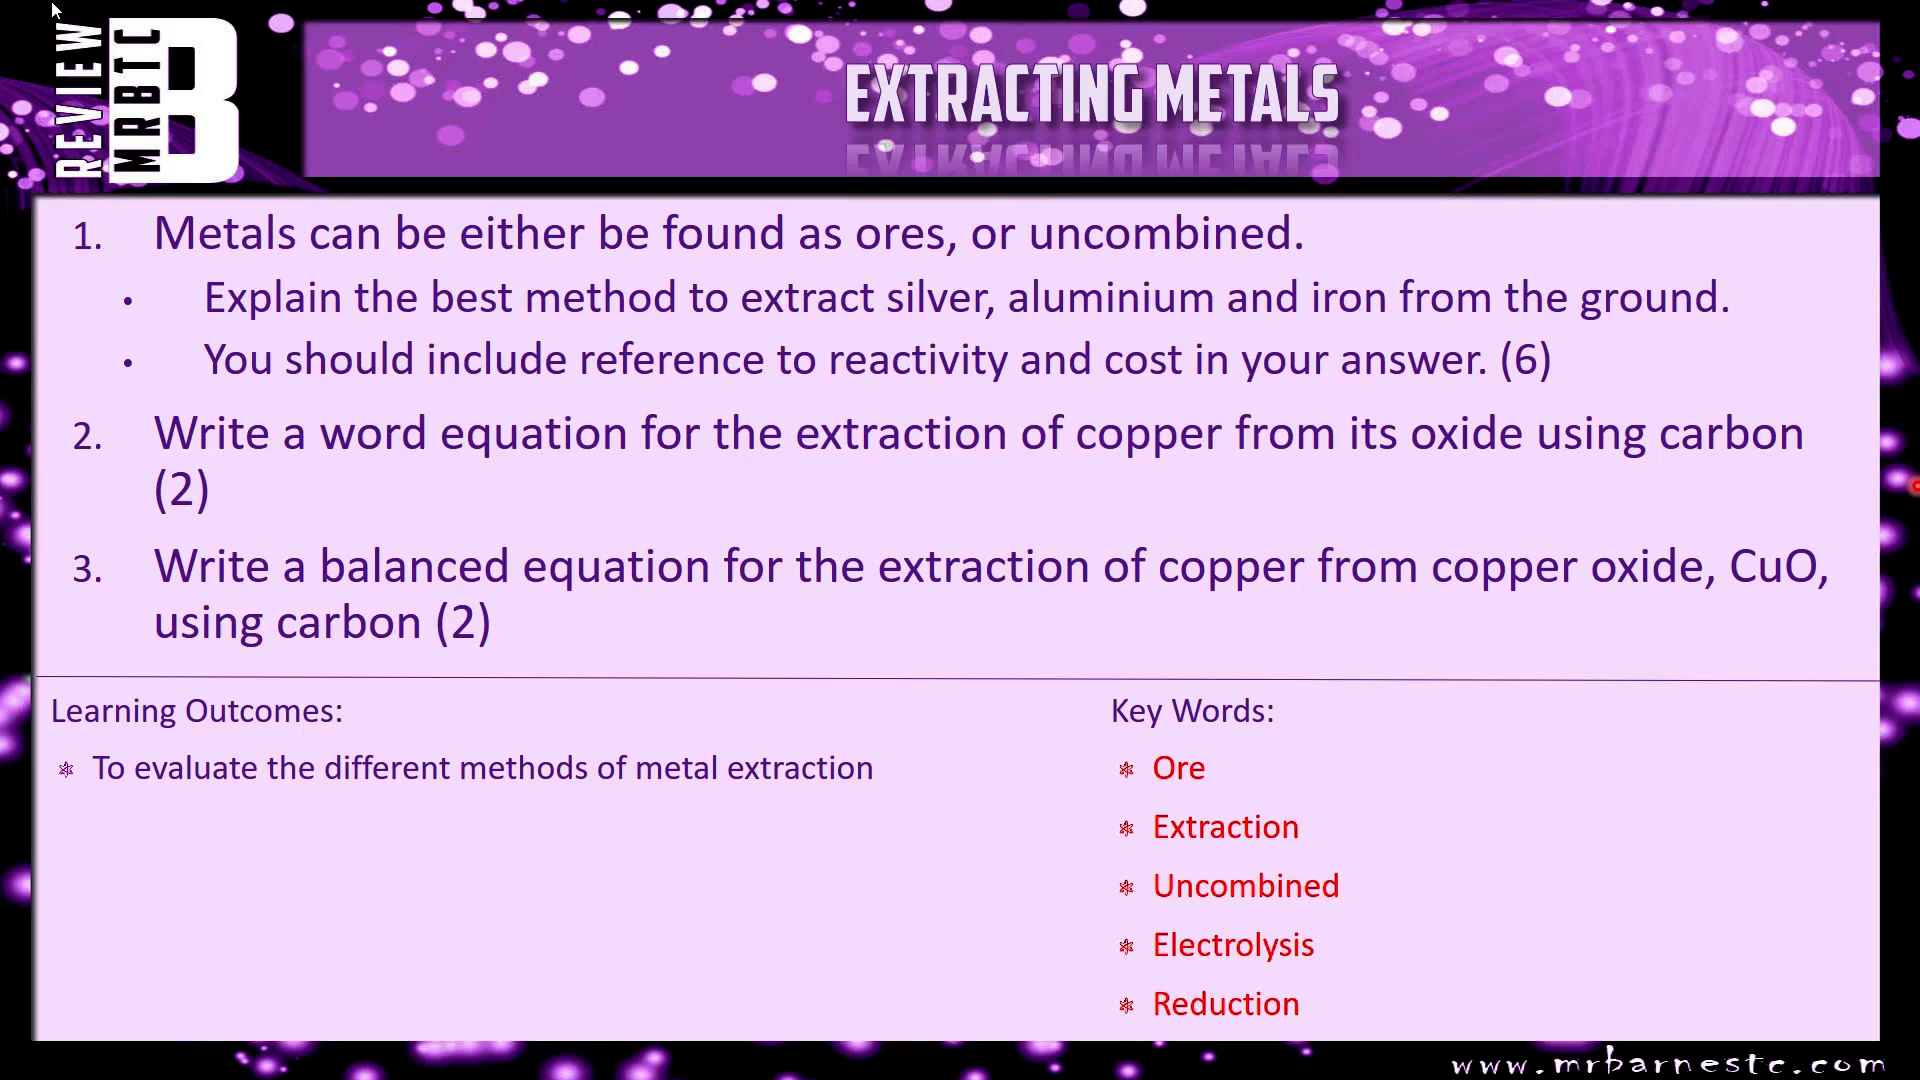 REVIEW
MRBTC
B
EXTRACTING METALS
1. Metals can be either be found as ores, or uncombined.
• Explain the best method to extract silver, aluminium and iron from the ground.
• You should include reference to reactivity and cost in your answer. (6)
2. Write a word equation for the extraction of copper from its oxide using carbon
(2)
3. Write a balanced equation for the extraction of copper from copper oxide, CuO,
using carbon (2)
Learning Outcomes:
To evaluate the different methods of metal extraction
Key Words:
Ore
Extraction
Uncombined
Electrolysis
Reduction
www.mrbarnestc.com